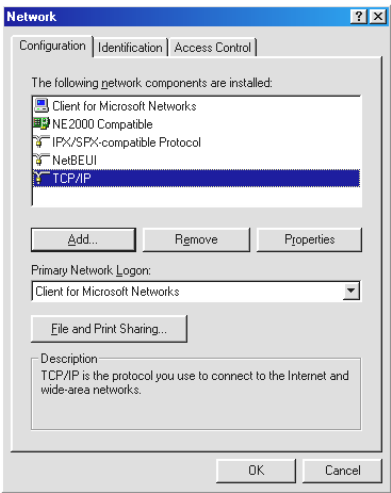 Network
Configuration Identification Access Control
The following network components are installed:
Client for Microsoft Networks
NE2000 Compatible
IPX/SPX-compatible Protocol
NetBEUI
TCP/IP
Add... Remove Properties
Primary Network Logon:
Client for Microsoft Networks
File and Print Sharing...
Description
TCP/IP is the protocol you use to connect to the Internet and
wide-area networks.
OK Cancel